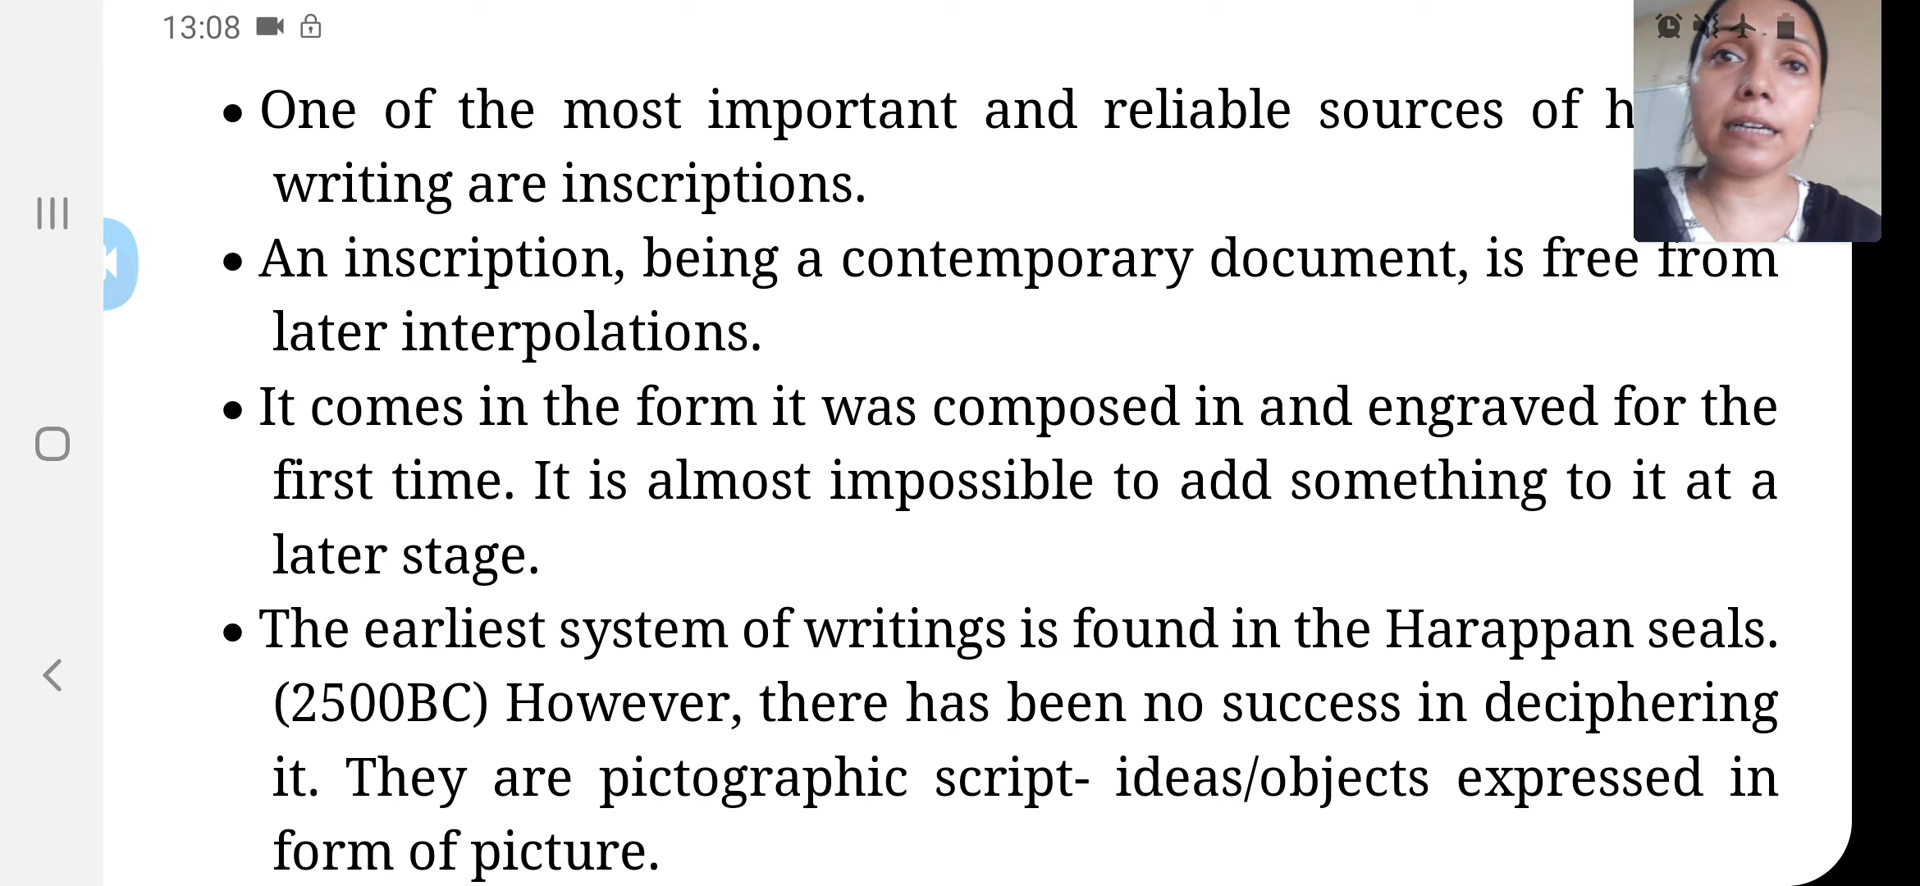 13:08
• One of the most important and reliable sources of
writing are inscriptions.
• An inscription, being a contemporary document, is free from
later interpolations.
• It comes in the form it was composed in and engraved for the
first time. It is almost impossible to add something to it at a
later stage.
• The earliest system of writings is found in the Harappan seals.
(2500BC) However, there has been no success in deciphering
it. They are pictographic script- ideas/objects expressed in
form of picture.